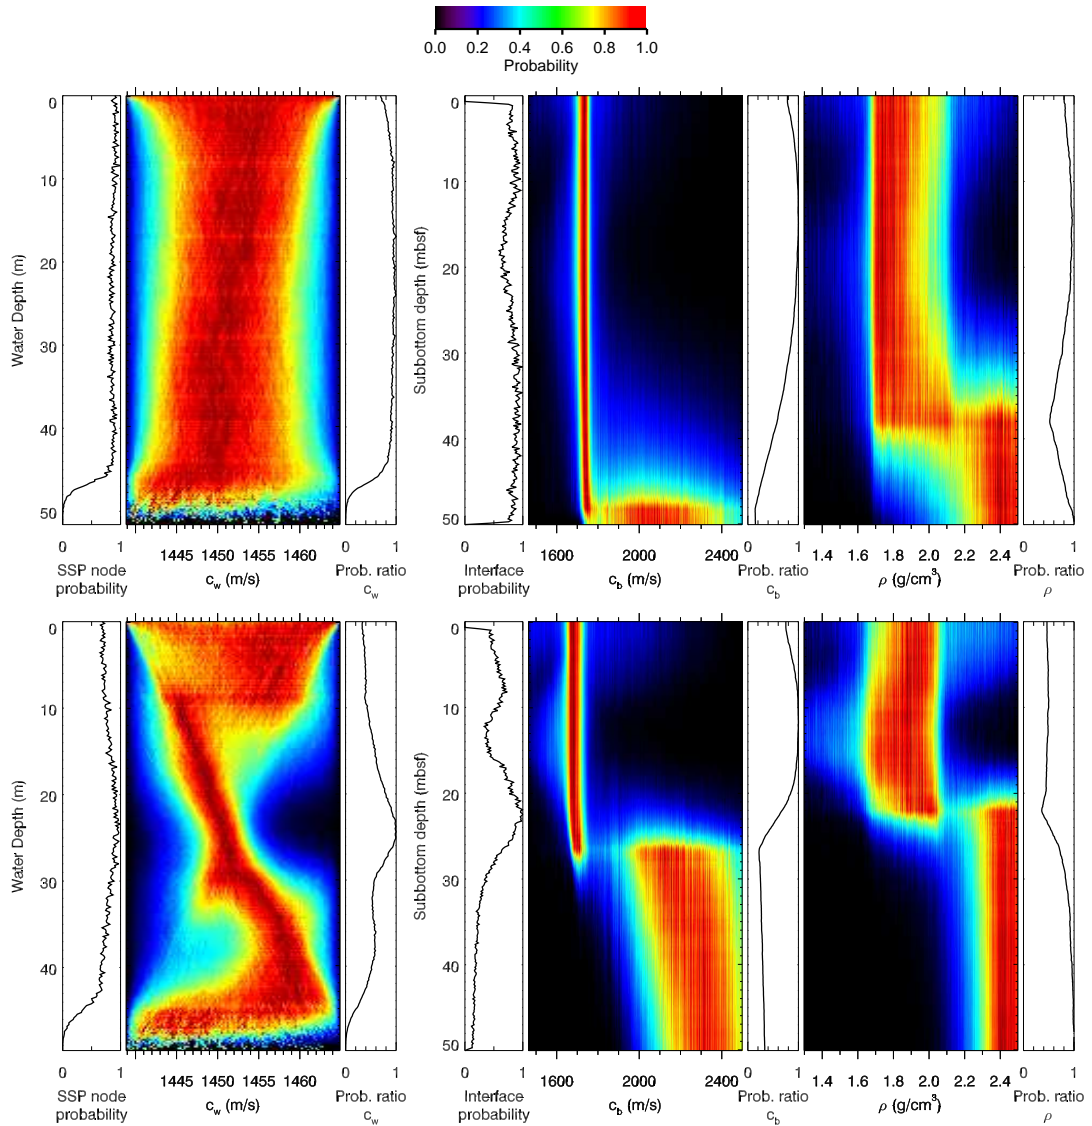 0.0 0.2 0.4 0.6 0.8 1.0
Probability
0
10
20
30
40
50
Water Depth (m)
0 1
SSP node
probability
1445 1450 1455 1460
c_w (m/s)
0 1
Prob. ratio
c_w
0
10
20
30
40
50
Subbottom depth (mbsf)
0 1
Interface
probability
1600 2000 2400
c_b (m/s)
0 1
Prob. ratio
c_b
1.4 1.6 1.8 2.0 2.2 2.4
ρ (g/cm³)
0 1
Prob. ratio
ρ
0
10
20
30
40
Water Depth (m)
0 1
SSP node
probability
1445 1450 1455 1460
c_w (m/s)
0 1
Prob. ratio
c_w
0
10
20
30
40
50
Subbottom depth (mbsf)
0 1
Interface
probability
1600 2000 2400
c_b (m/s)
0 1
Prob. ratio
c_b
1.4 1.6 1.8 2.0 2.2 2.4
ρ (g/cm³)
0 1
Prob. ratio
ρ